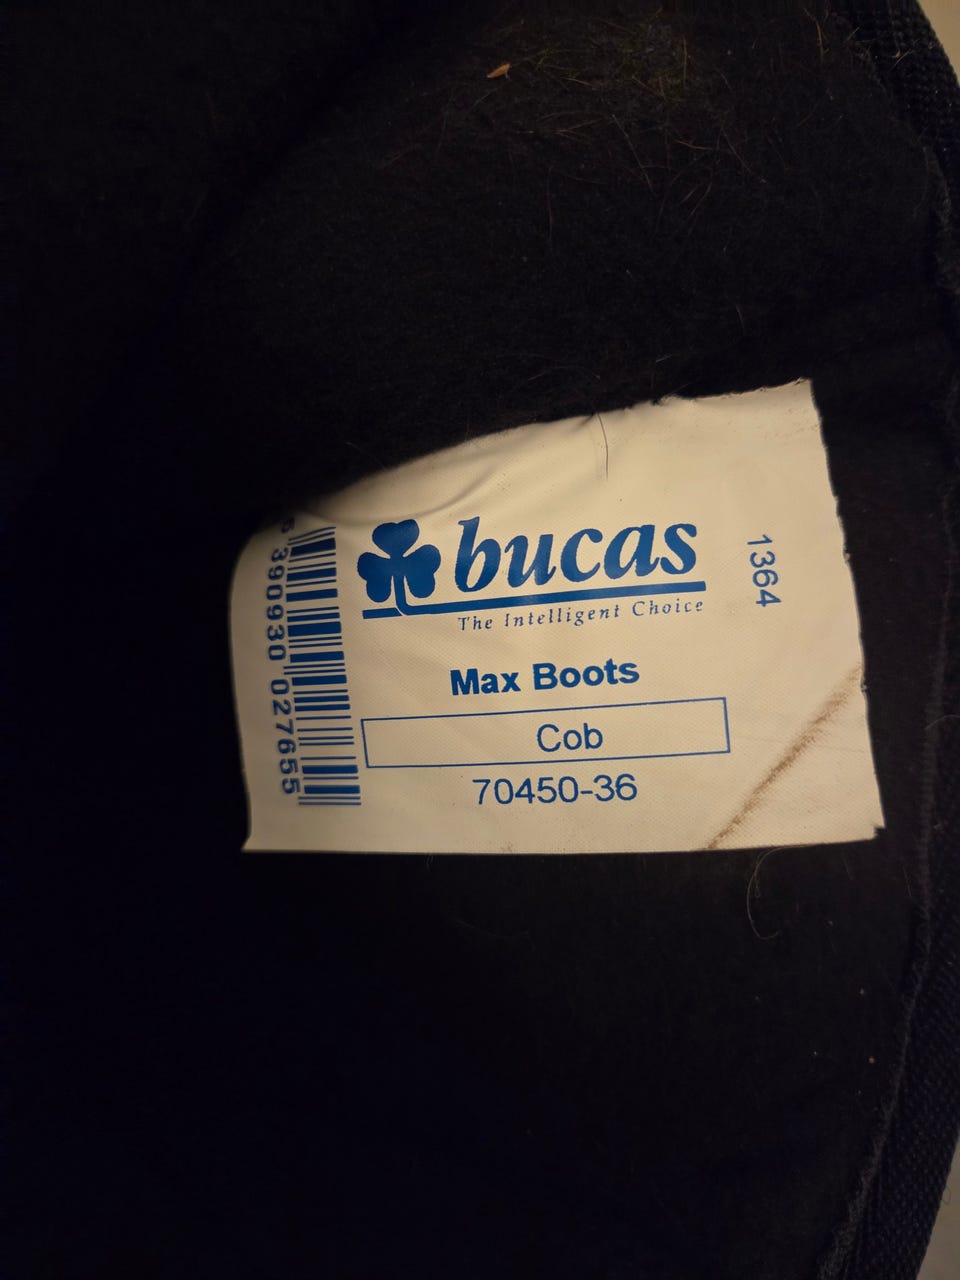 bucas
The Intelligent Choice
Max Boots
Cob
70450-36
1364
390930 027655